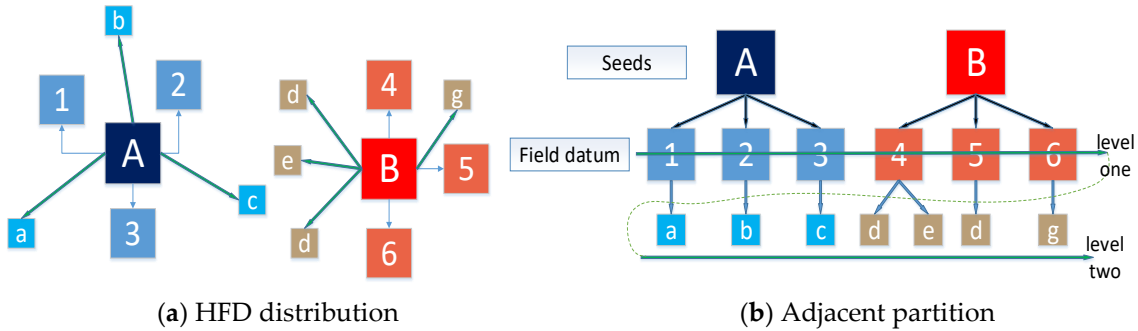 b
1
2
A
a
3
c
d
4
g
e
B
5
d
6
(a) HFD distribution
Seeds
A
B
Field datum
1 2 3 4 5 6
level
one
a b c d e d g
level
two
(b) Adjacent partition